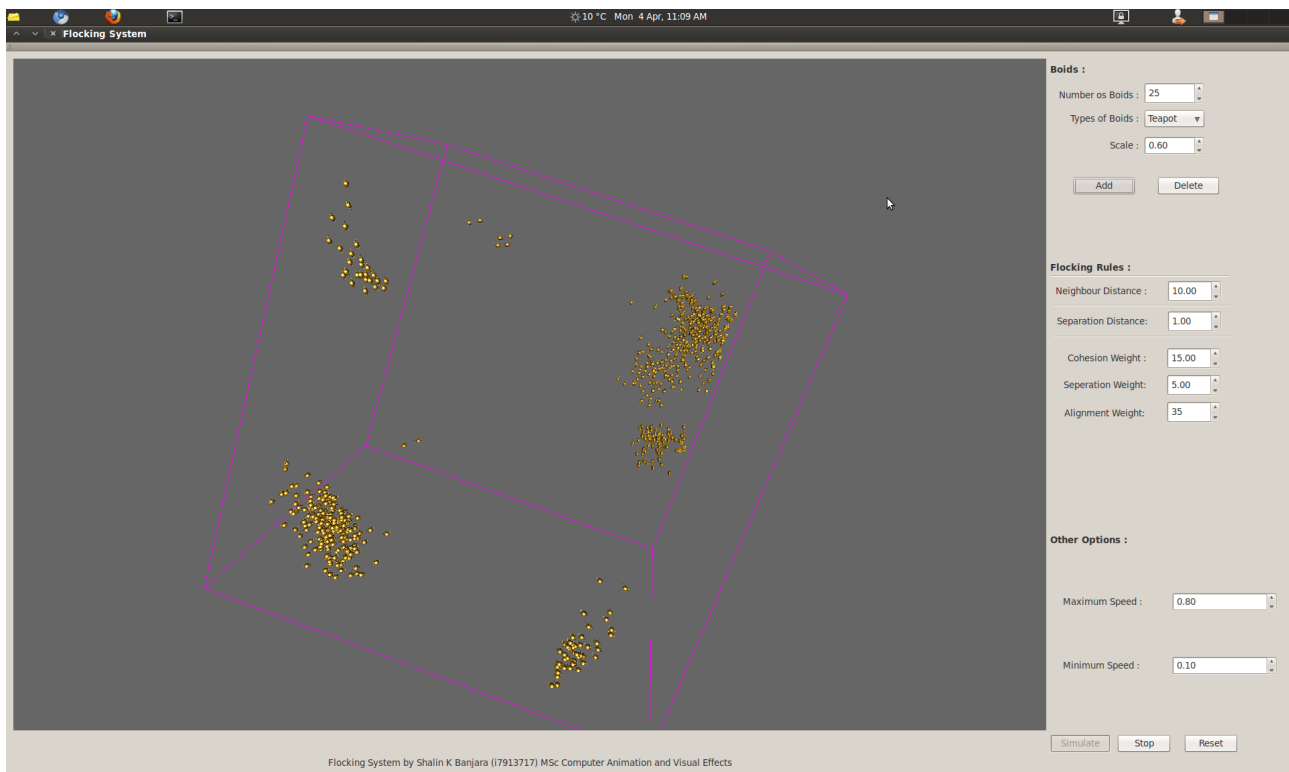 10 °C Mon 4 Apr, 11:09 AM
Flocking System
Boids :
Number os Boids : 25
Types of Boids : Teapot
Scale : 0.60
Add Delete
Flocking Rules :
Neighbour Distance : 10.00
Separation Distance: 1.00
Cohesion Weight : 15.00
Seperation Weight: 5.00
Alignment Weight: 35
Other Options :
Maximum Speed : 0.80
Minimum Speed : 0.10
Simulate Stop Reset
Flocking System by Shalin K Banjara (i7913717) MSc Computer Animation and Visual Effects